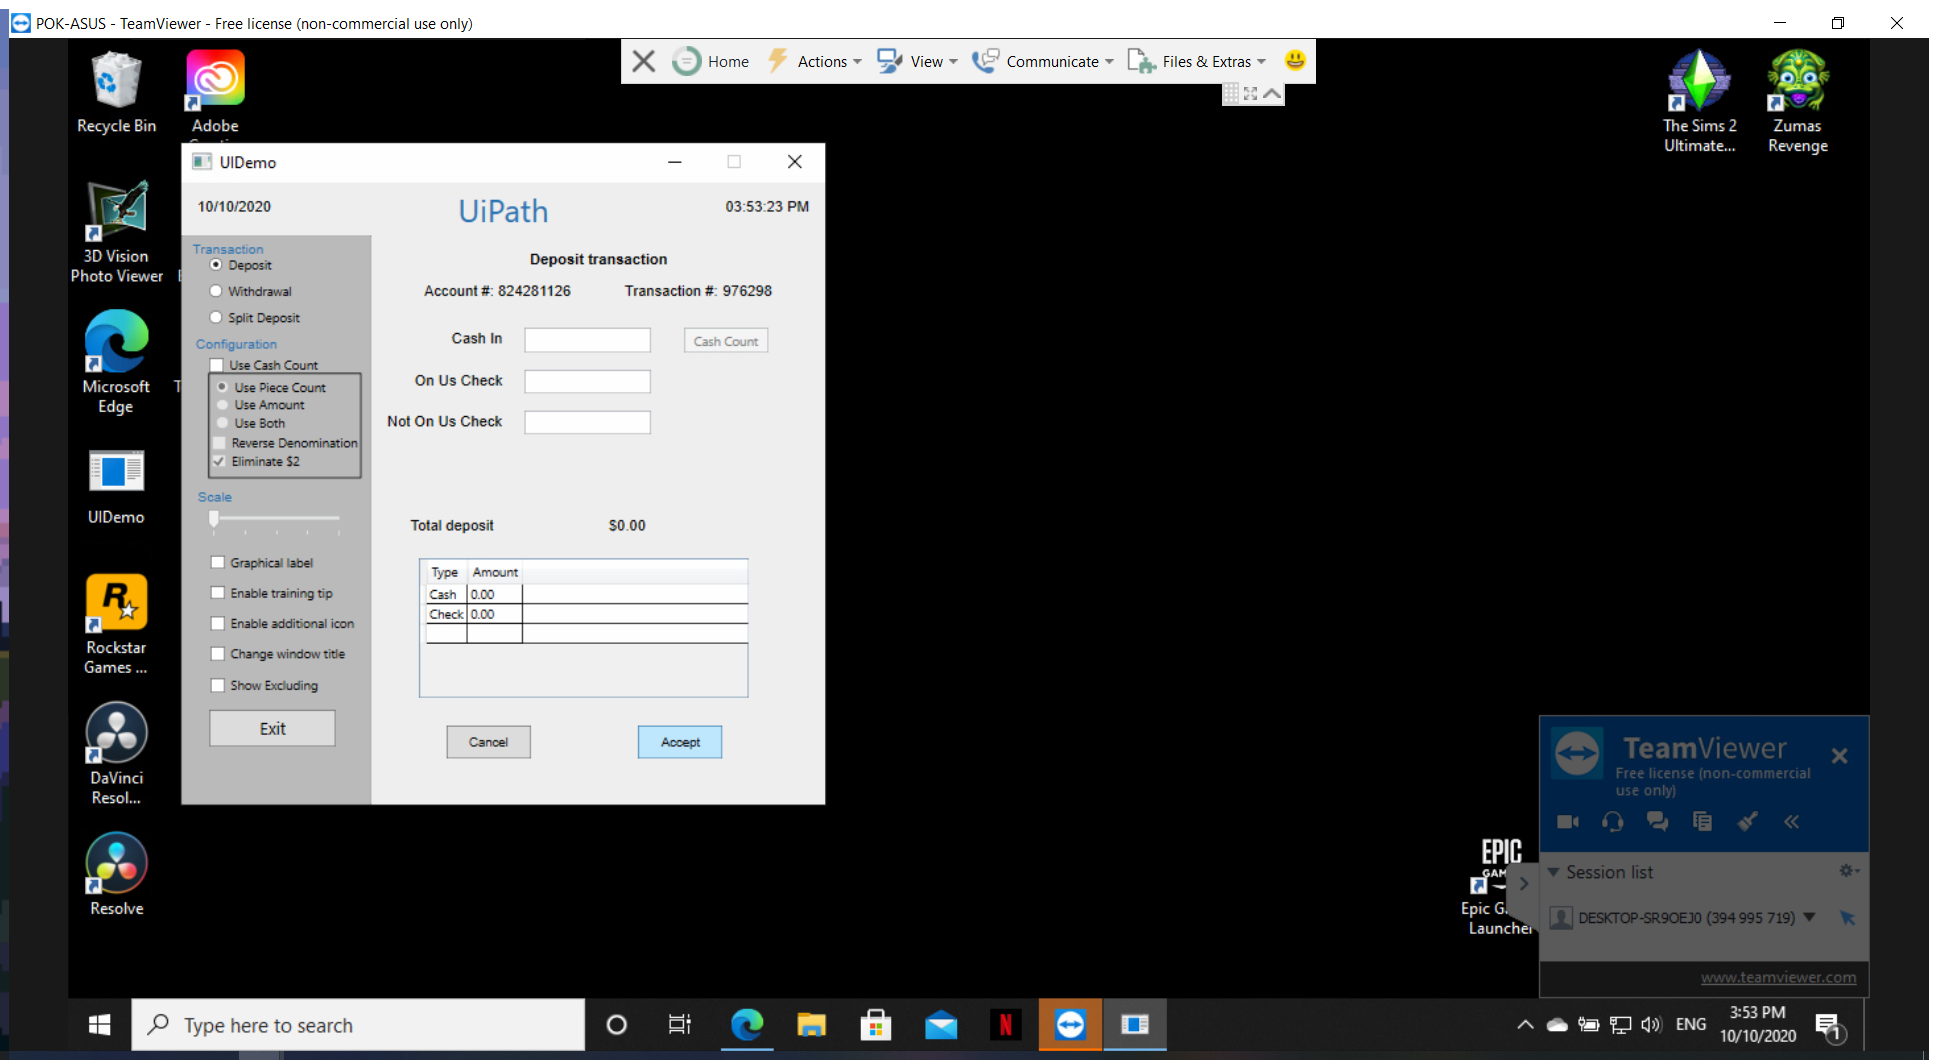 POK-ASUS - TeamViewer - Free license (non-commercial use only)
Home
Actions
View
Communicate
Files & Extras
Recycle Bin
Adobe
3D Vision
Photo Viewer
Microsoft
Edge
UIDemo
Rockstar
Games ...
DaVinci
Resol...
Resolve
The Sims 2
Ultimate...
Zumas
Revenge
UIDemo
10/10/2020
UiPath
03:53:23 PM
Transaction
Deposit
Withdrawal
Split Deposit
Configuration
Use Cash Count
Use Piece Count
Use Amount
Use Both
Reverse Denomination
Eliminate $2
Scale
Graphical label
Enable training tip
Enable additional icon
Change window title
Show Excluding
Exit
Deposit transaction
Account #: 824281126 Transaction #: 976298
Cash In
Cash Count
On Us Check
Not On Us Check
Total deposit $0.00
Type Amount
Cash 0.00
Check 0.00
Cancel
Accept
EPIC
GAM
Epic G
Launcher
TeamViewer
Free license (non-commercial
use only)
Session list
DESKTOP-SR9OEJ0 (394 995 719)
www.teamviewer.com
Type here to search
N
ENG
3:53 PM
10/10/2020
1